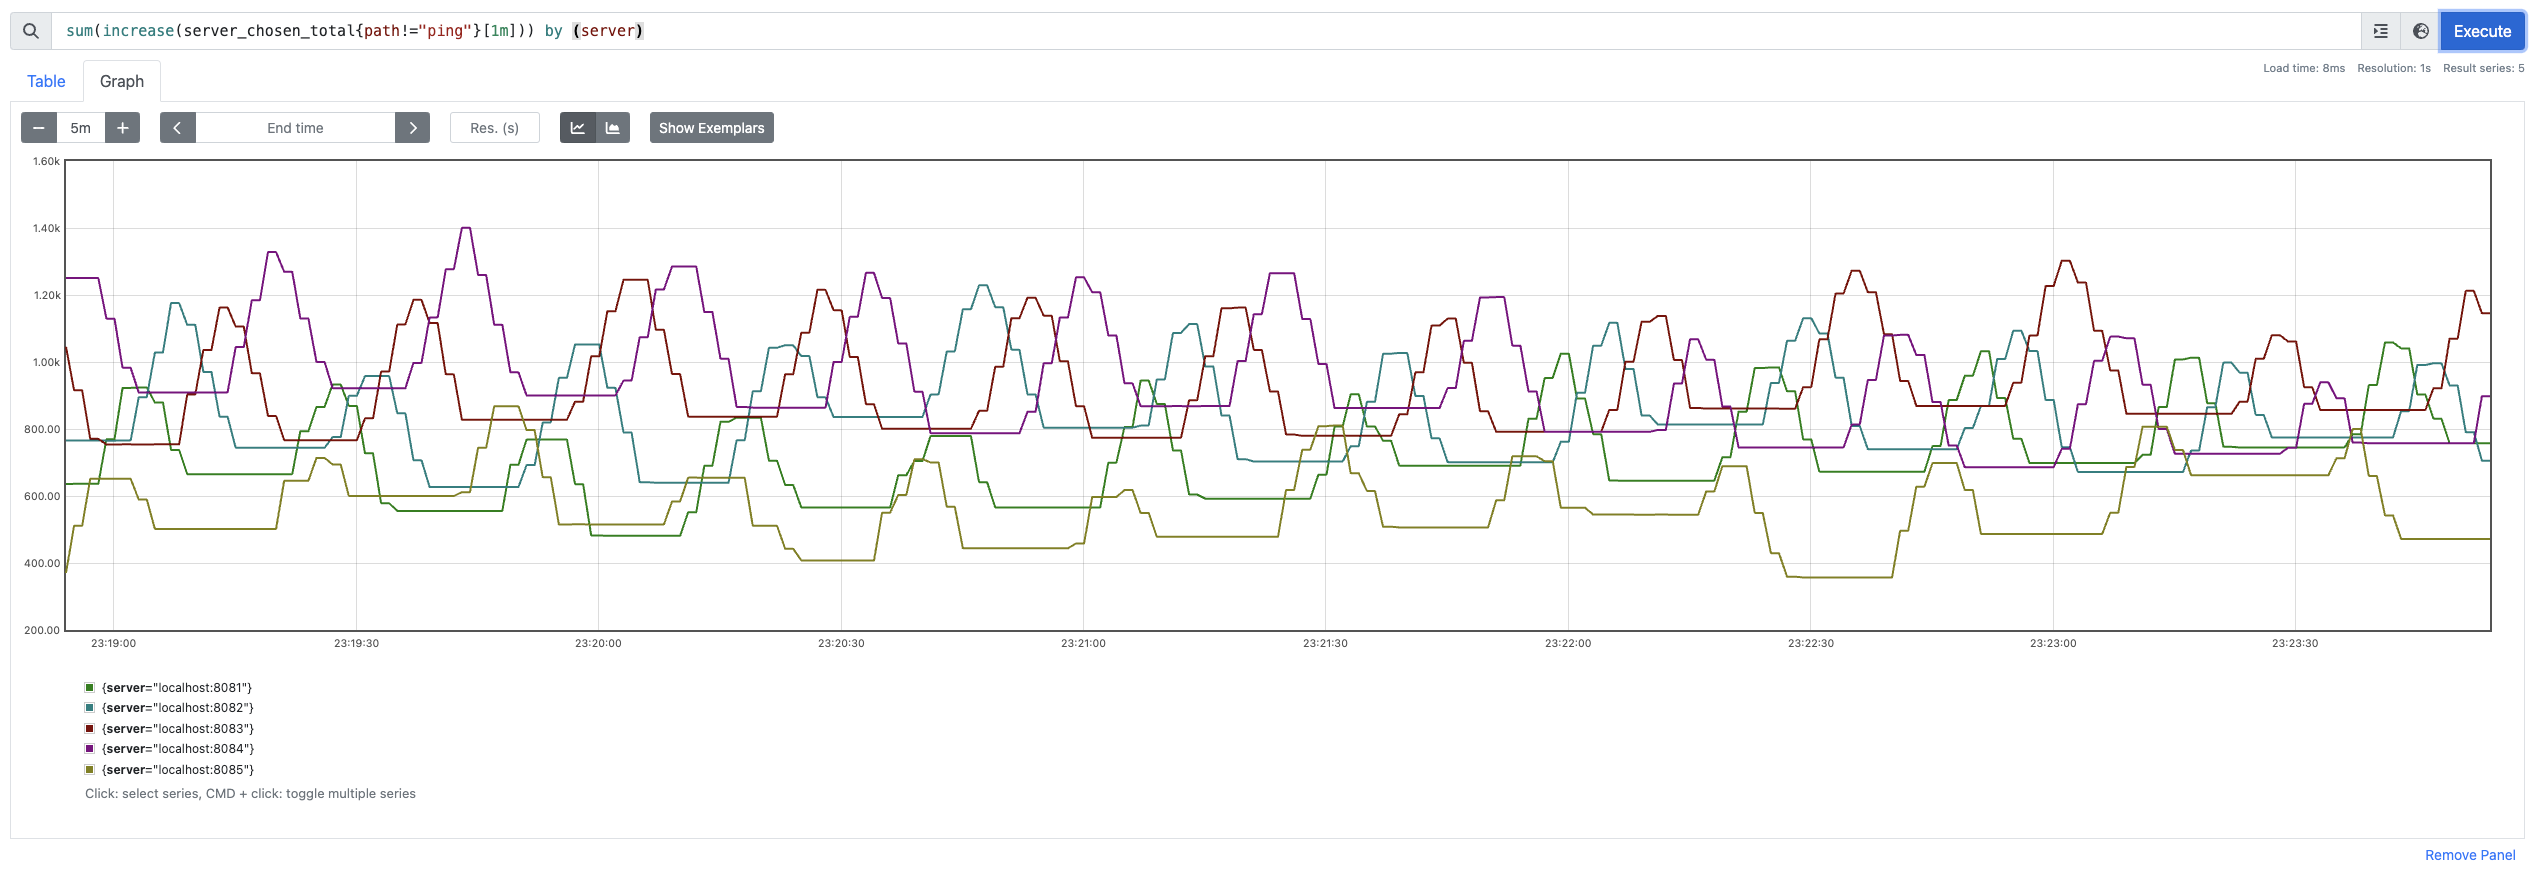 sum(increase(server_chosen_total{path!="ping"}[1m])) by (server)
Execute
Load time: 8ms Resolution: 1s Result series: 5
Table Graph
5m End time Res. (s) Show Exemplars
1.60k
1.40k
1.20k
1.00k
800.00
600.00
400.00
200.00
23:19:00 23:19:30 23:20:00 23:20:30 23:21:00 23:21:30 23:22:00 23:22:30 23:23:00 23:23:30
{server="localhost:8081"}
{server="localhost:8082"}
{server="localhost:8083"}
{server="localhost:8084"}
{server="localhost:8085"}
Click: select series, CMD + click: toggle multiple series
Remove Panel